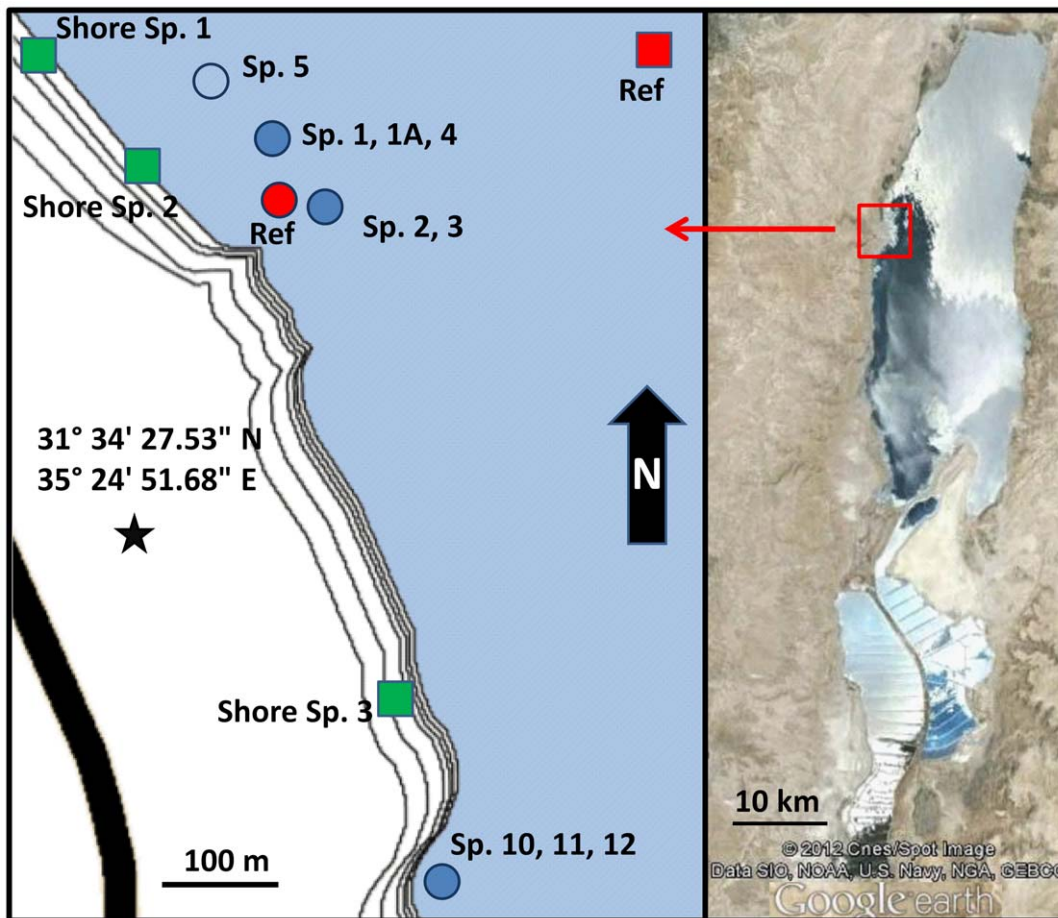 Shore Sp. 1
Sp. 5
Ref
Sp. 1, 1A, 4
Shore Sp. 2
Ref
Sp. 2, 3
31° 34' 27.53" N
35° 24' 51.68" E
N
Shore Sp. 3
Sp. 10, 11, 12
100 m
10 km
© 2012 Cnes/Spot Image
Data SIO, NOAA, U.S. Navy, NGA, GEBCO
Google earth